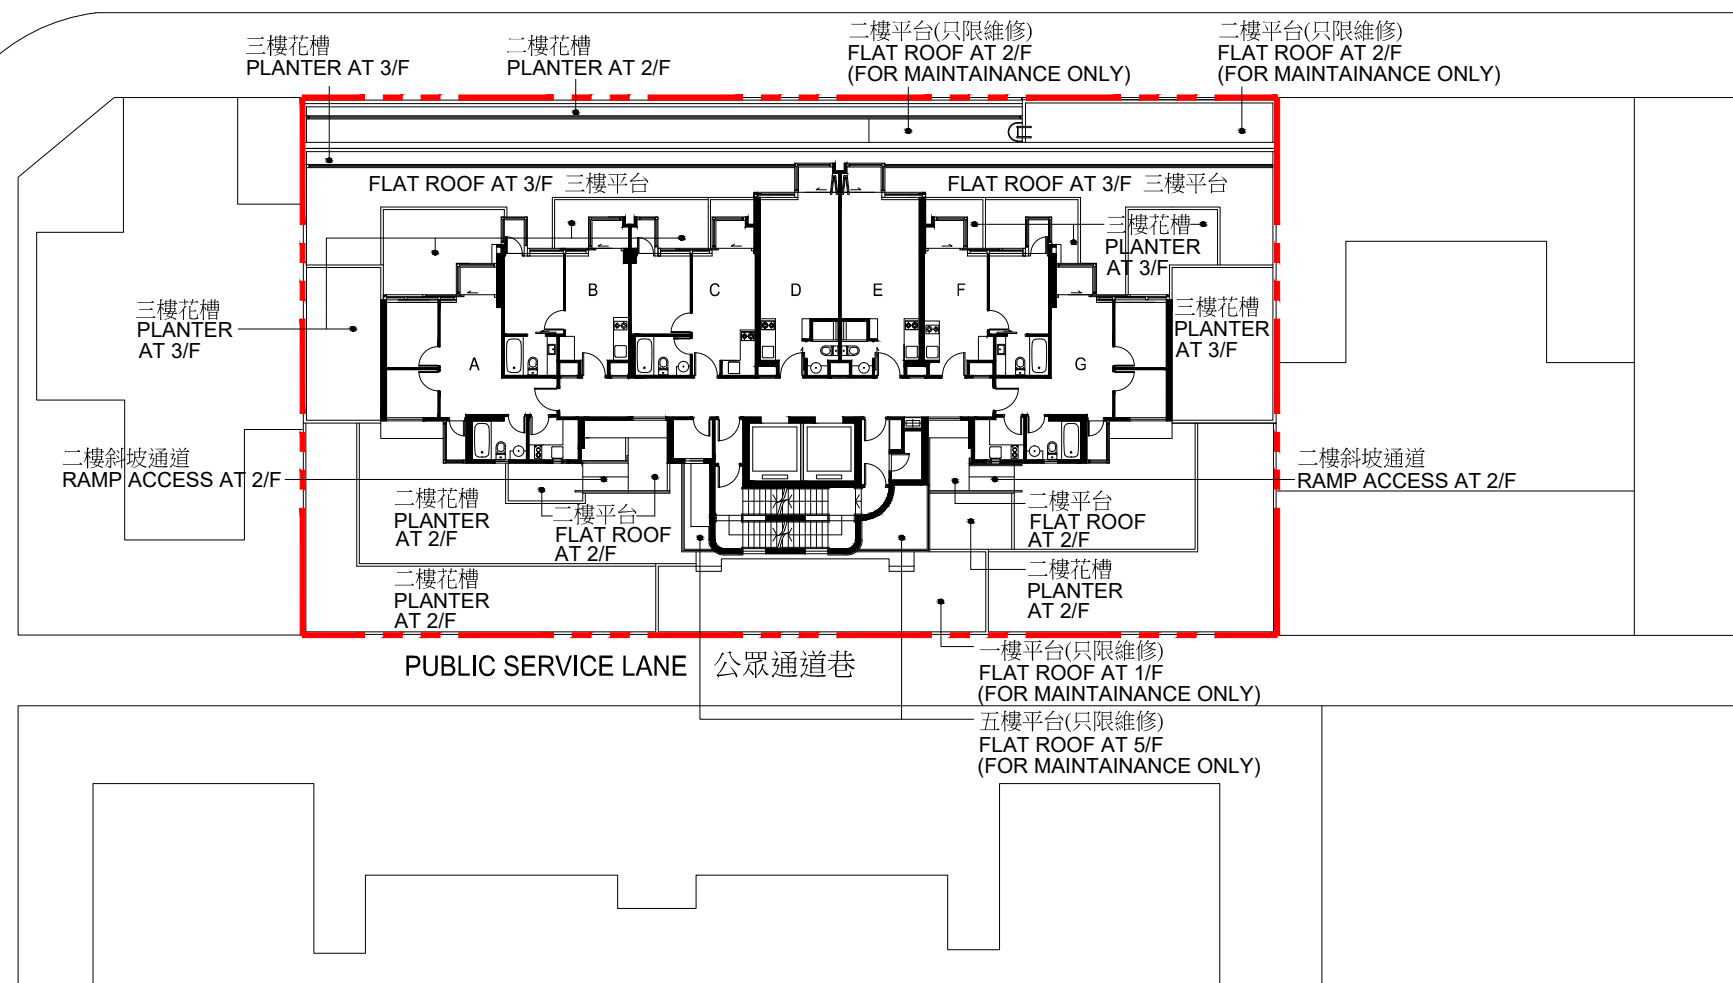 三樓花槽
PLANTER AT 3/F
二樓花槽
PLANTER AT 2/F
二樓平台(只限維修)
FLAT ROOF AT 2/F
(FOR MAINTAINANCE ONLY)
二樓平台(只限維修)
FLAT ROOF AT 2/F
(FOR MAINTAINANCE ONLY)
FLAT ROOF AT 3/F 三樓平台
FLAT ROOF AT 3/F 三樓平台
三樓花槽
PLANTER
AT 3/F
三樓花槽
PLANTER
AT 3/F
三樓花槽
PLANTER
AT 3/F
A
B
C
D
E
F
G
二樓斜坡通道
RAMP ACCESS AT 2/F
二樓花槽
PLANTER
AT 2/F
二樓平台
FLAT ROOF
AT 2/F
二樓平台
FLAT ROOF
AT 2/F
二樓斜坡通道
RAMP ACCESS AT 2/F
二樓花槽
PLANTER
AT 2/F
二樓花槽
PLANTER
AT 2/F
PUBLIC SERVICE LANE 公眾通道巷
一樓平台(只限維修)
FLAT ROOF AT 1/F
(FOR MAINTAINANCE ONLY)
五樓平台(只限維修)
FLAT ROOF AT 5/F
(FOR MAINTAINANCE ONLY)